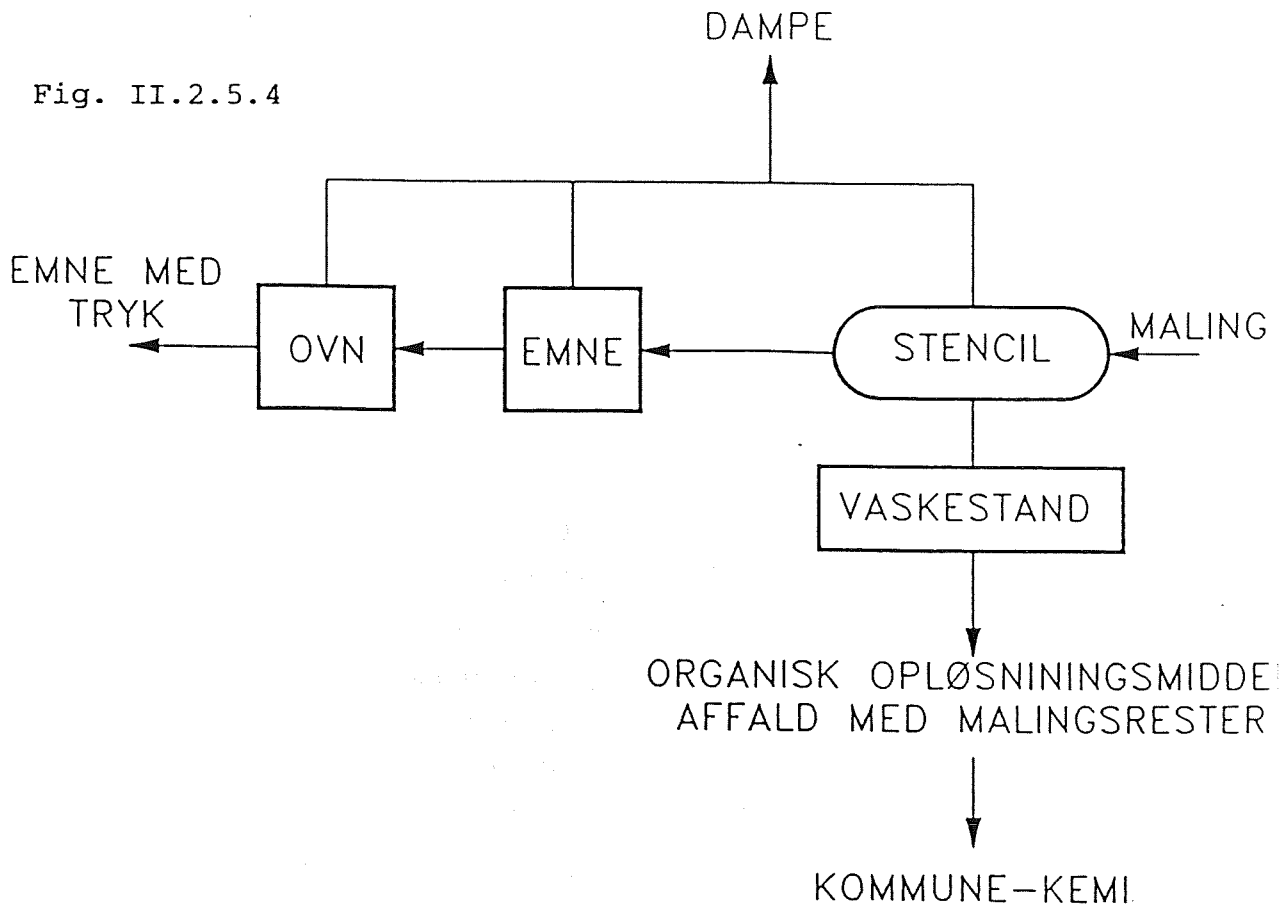 DAMPE
Fig. II.2.5.4
EMNE MED
TRYK
OVN
EMNE
STENCIL
MALING
VASKESTAND
ORGANISK OPLØSNININGSMIDDE
AFFALD MED MALINGSRESTER
KOMMUNE-KEMI